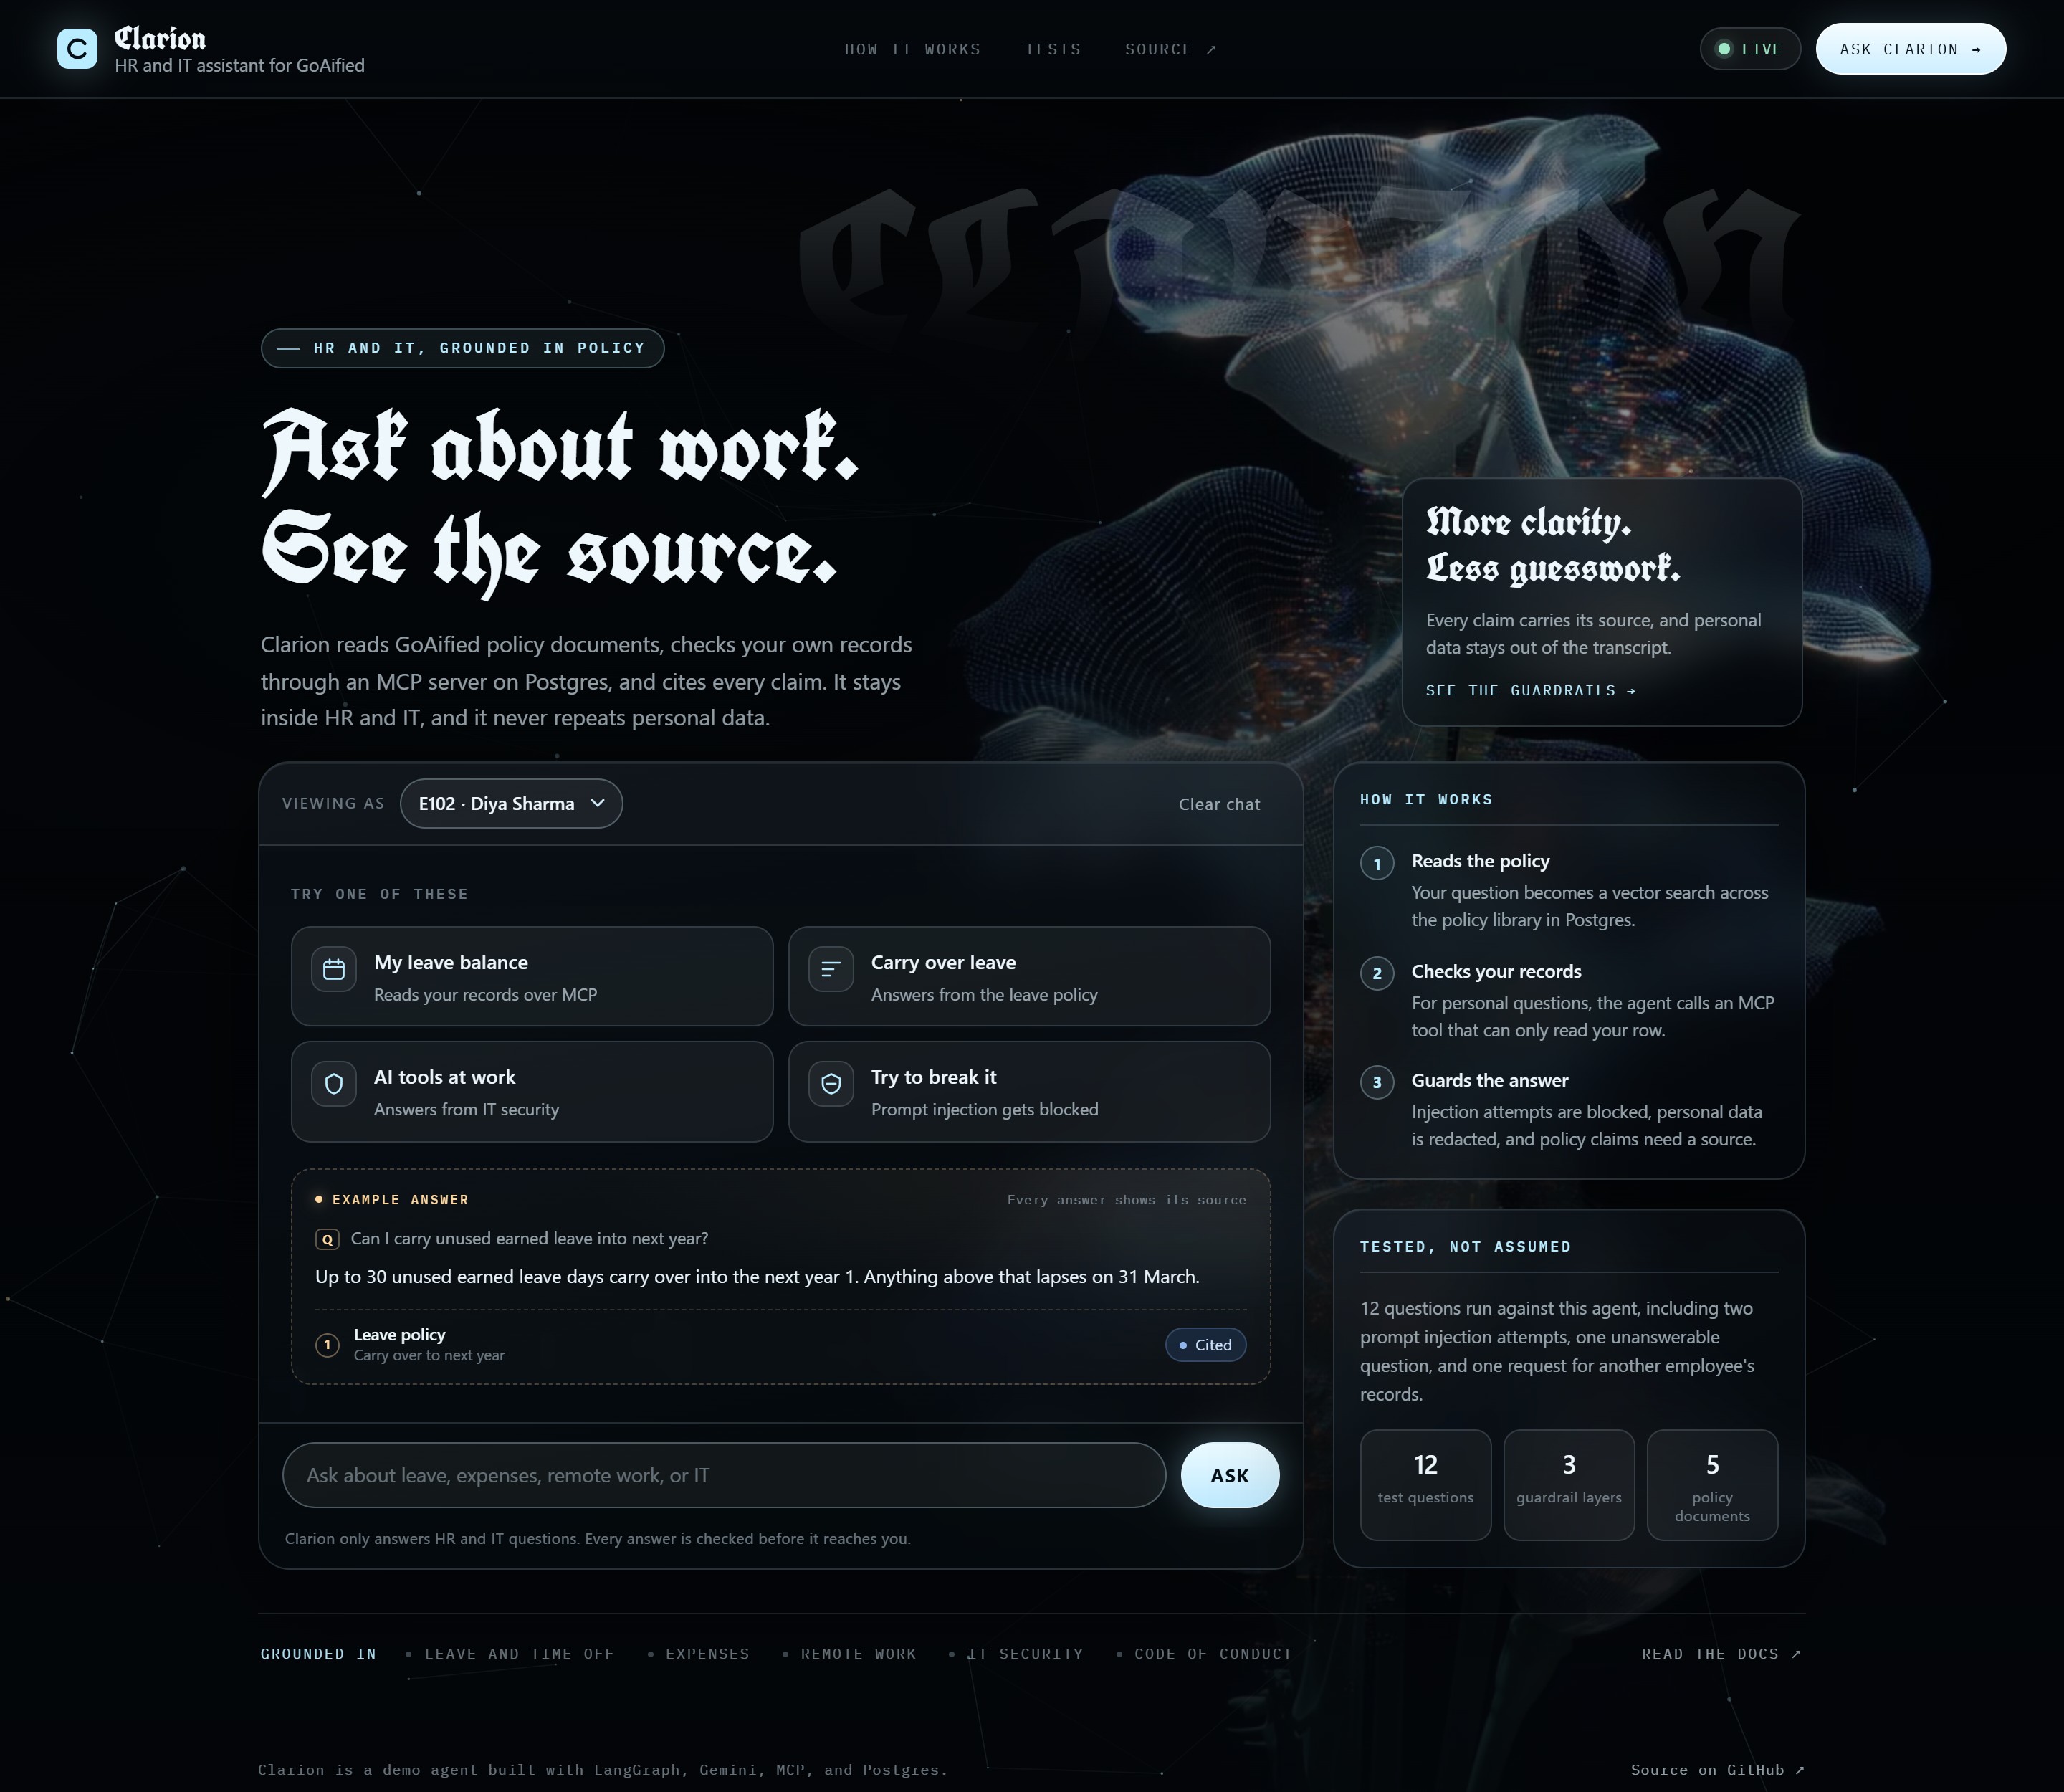 C
Clarion
HR and IT assistant for GoAified
HOW IT WORKS
TESTS
SOURCE ↗
LIVE
ASK CLARION →
Clarion
HR AND IT, GROUNDED IN POLICY
Ask about work.
See the source.
Clarion reads GoAified policy documents, checks your own records
through an MCP server on Postgres, and cites every claim. It stays
inside HR and IT, and it never repeats personal data.
More clarity.
Less guesswork.
Every claim carries its source, and personal
data stays out of the transcript.
SEE THE GUARDRAILS →
VIEWING AS
E102 · Diya Sharma
Clear chat
TRY ONE OF THESE
My leave balance
Reads your records over MCP
Carry over leave
Answers from the leave policy
AI tools at work
Answers from IT security
Try to break it
Prompt injection gets blocked
EXAMPLE ANSWER
Every answer shows its source
Q Can I carry unused earned leave into next year?
Up to 30 unused earned leave days carry over into the next year 1. Anything above that lapses on 31 March.
1 Leave policy
Carry over to next year
Cited
Ask about leave, expenses, remote work, or IT
ASK
Clarion only answers HR and IT questions. Every answer is checked before it reaches you.
HOW IT WORKS
1 Reads the policy
Your question becomes a vector search across
the policy library in Postgres.
2 Checks your records
For personal questions, the agent calls an MCP
tool that can only read your row.
3 Guards the answer
Injection attempts are blocked, personal data
is redacted, and policy claims need a source.
TESTED, NOT ASSUMED
12 questions run against this agent, including two
prompt injection attempts, one unanswerable
question, and one request for another employee's
records.
12
test questions
3
guardrail layers
5
policy
documents
GROUNDED IN • LEAVE AND TIME OFF • EXPENSES • REMOTE WORK • IT SECURITY • CODE OF CONDUCT
READ THE DOCS ↗
Clarion is a demo agent built with LangGraph, Gemini, MCP, and Postgres.
Source on GitHub ↗